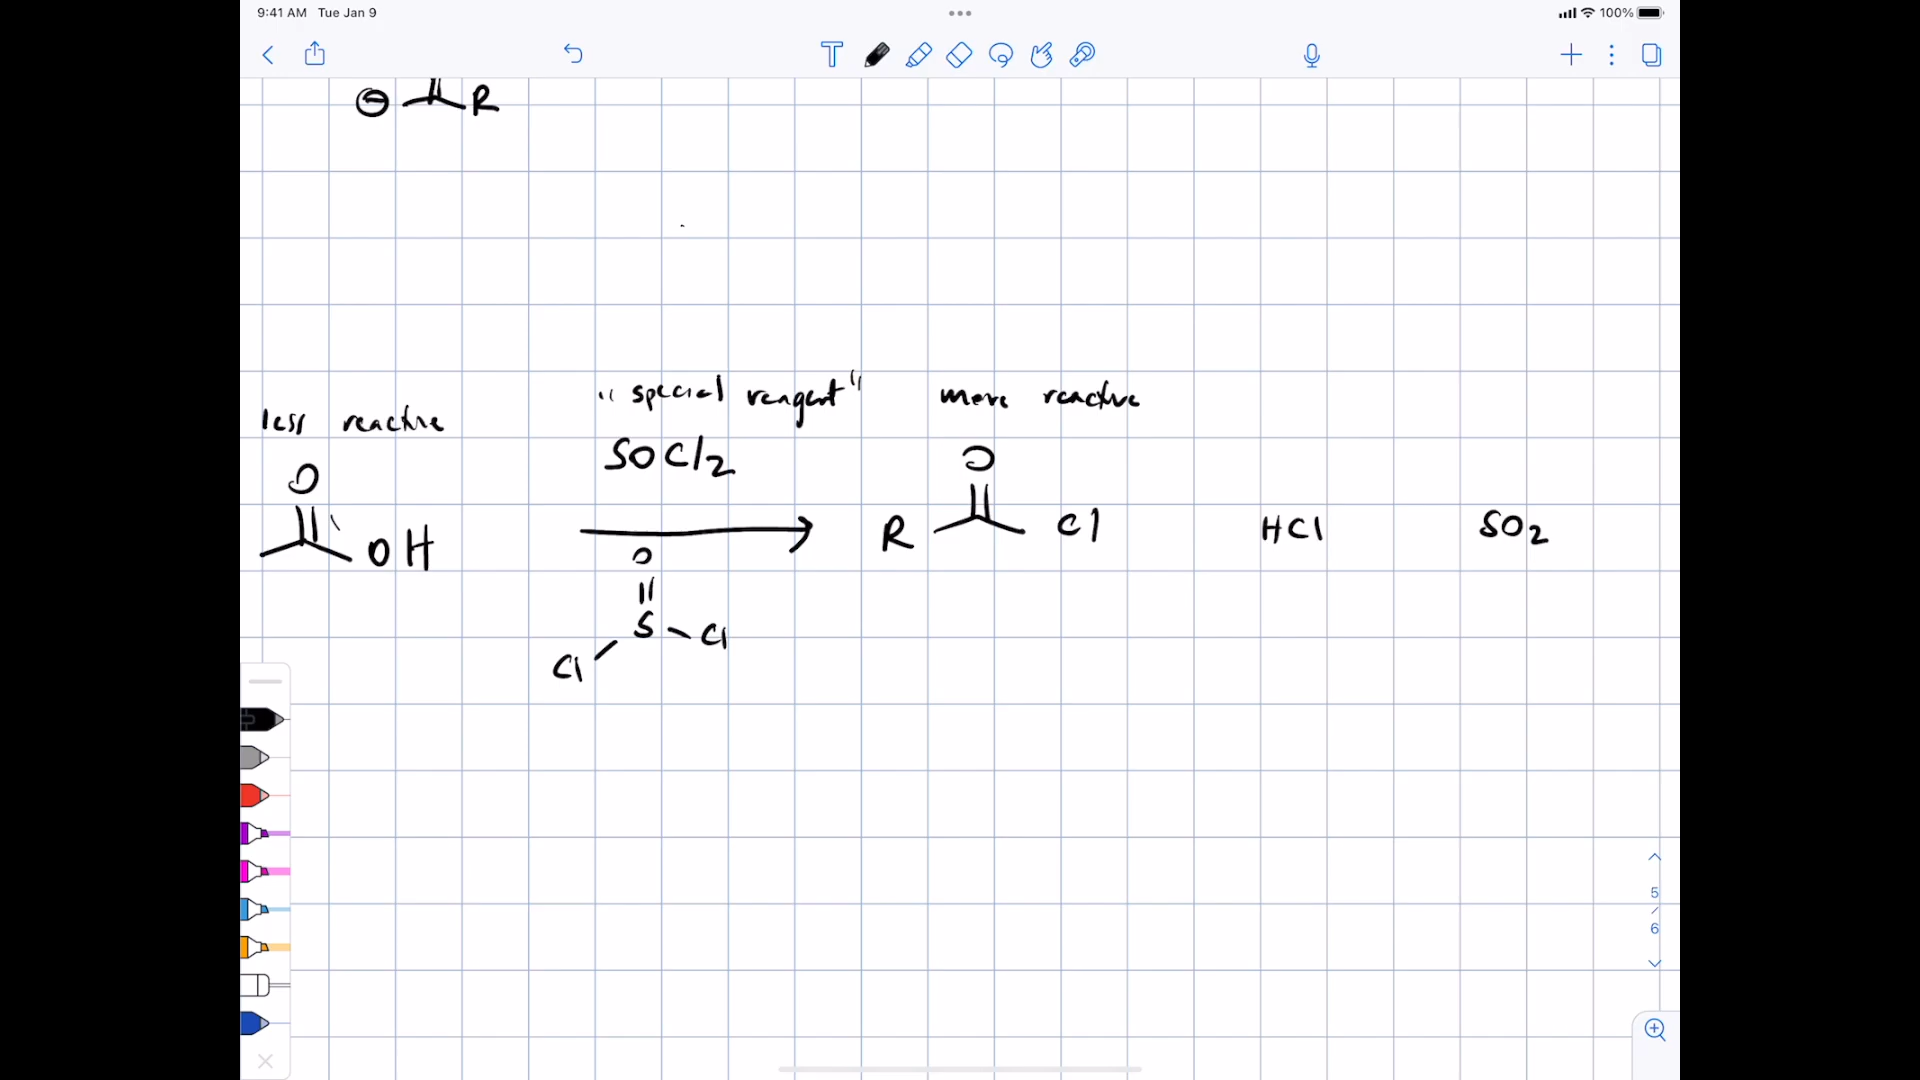 9:41 AM Tue Jan 9
100%
T
⊖ R
less reactive
"special reagent"
more reactive
SOCl2
O
O
OH
R
Cl
HCl
SO2
O
S
Cl
Cl
5
/
6